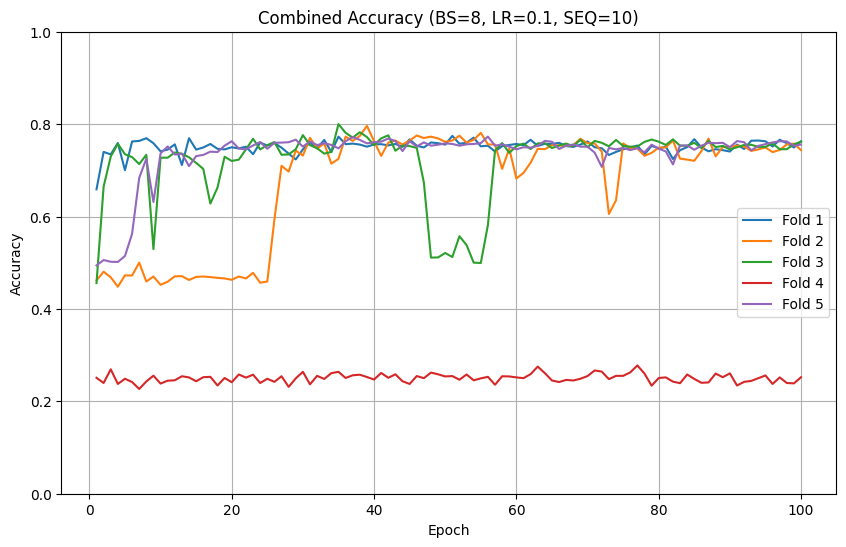 Combined Accuracy (BS=8, LR=0.1, SEQ=10)
1.0
0.8
0.6
0.4
0.2
0.0
Accuracy
Fold 1
Fold 2
Fold 3
Fold 4
Fold 5
0 20 40 60 80 100
Epoch